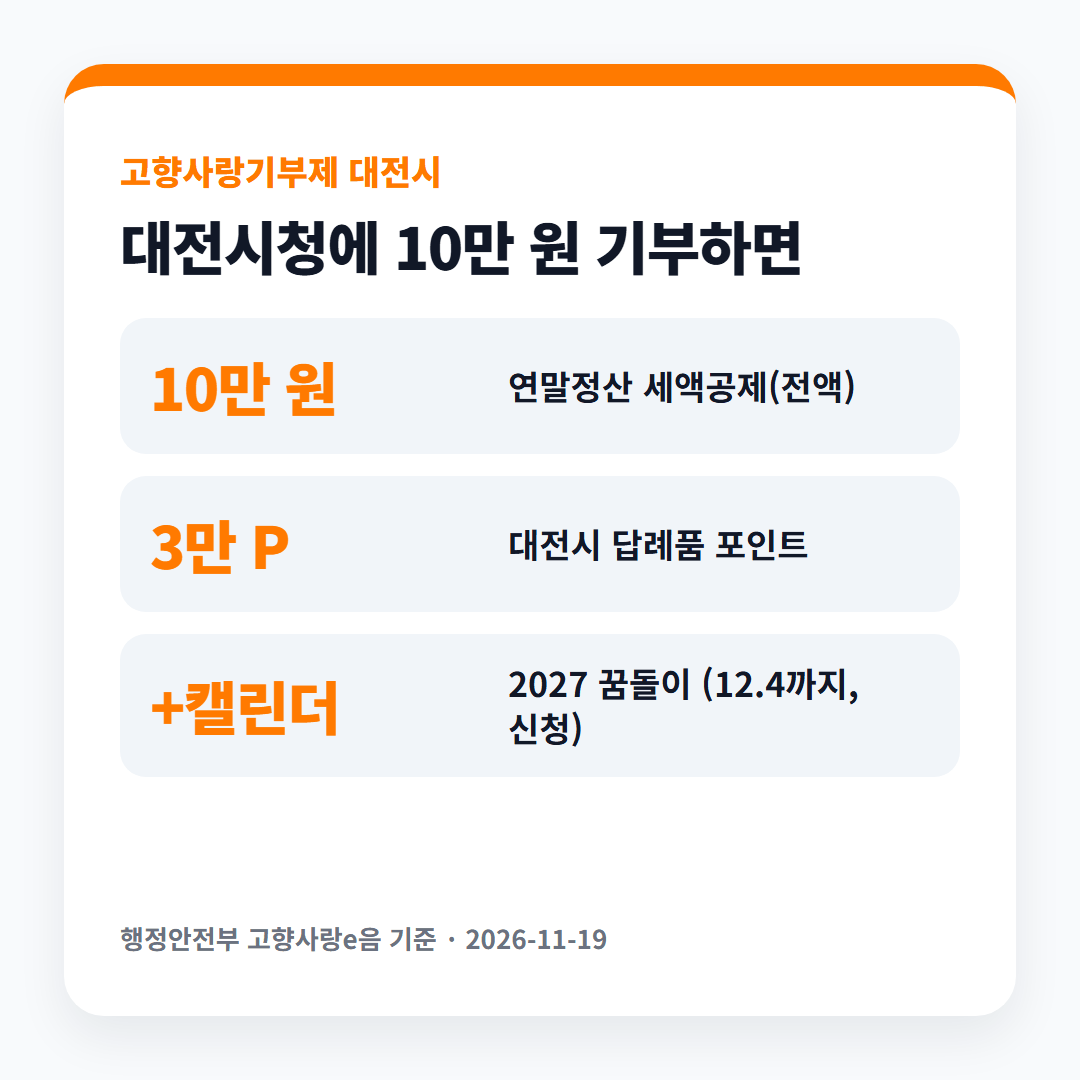 고향사랑기부제 대전시
대전시청에 10만 원 기부하면
10만 원
연말정산 세액공제(전액)
3만 P
대전시 답례품 포인트
+캘린더
2027 꿈돌이 (12.4까지,
신청)
행정안전부 고향사랑e음 기준 · 2026-11-19